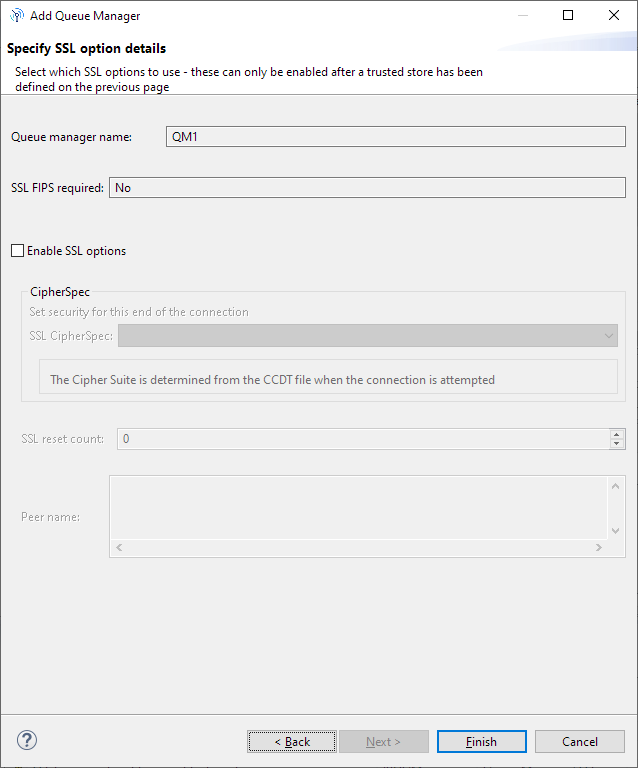 Add Queue Manager
Specify SSL option details
Select which SSL options to use - these can only be enabled after a trusted store has been
defined on the previous page
Queue manager name: QM1
SSL FIPS required: No
Enable SSL options
CipherSpec
Set security for this end of the connection
SSL CipherSpec:
The Cipher Suite is determined from the CCDT file when the connection is attempted
SSL reset count: 0
Peer name:
?
< Back Next > Finish Cancel